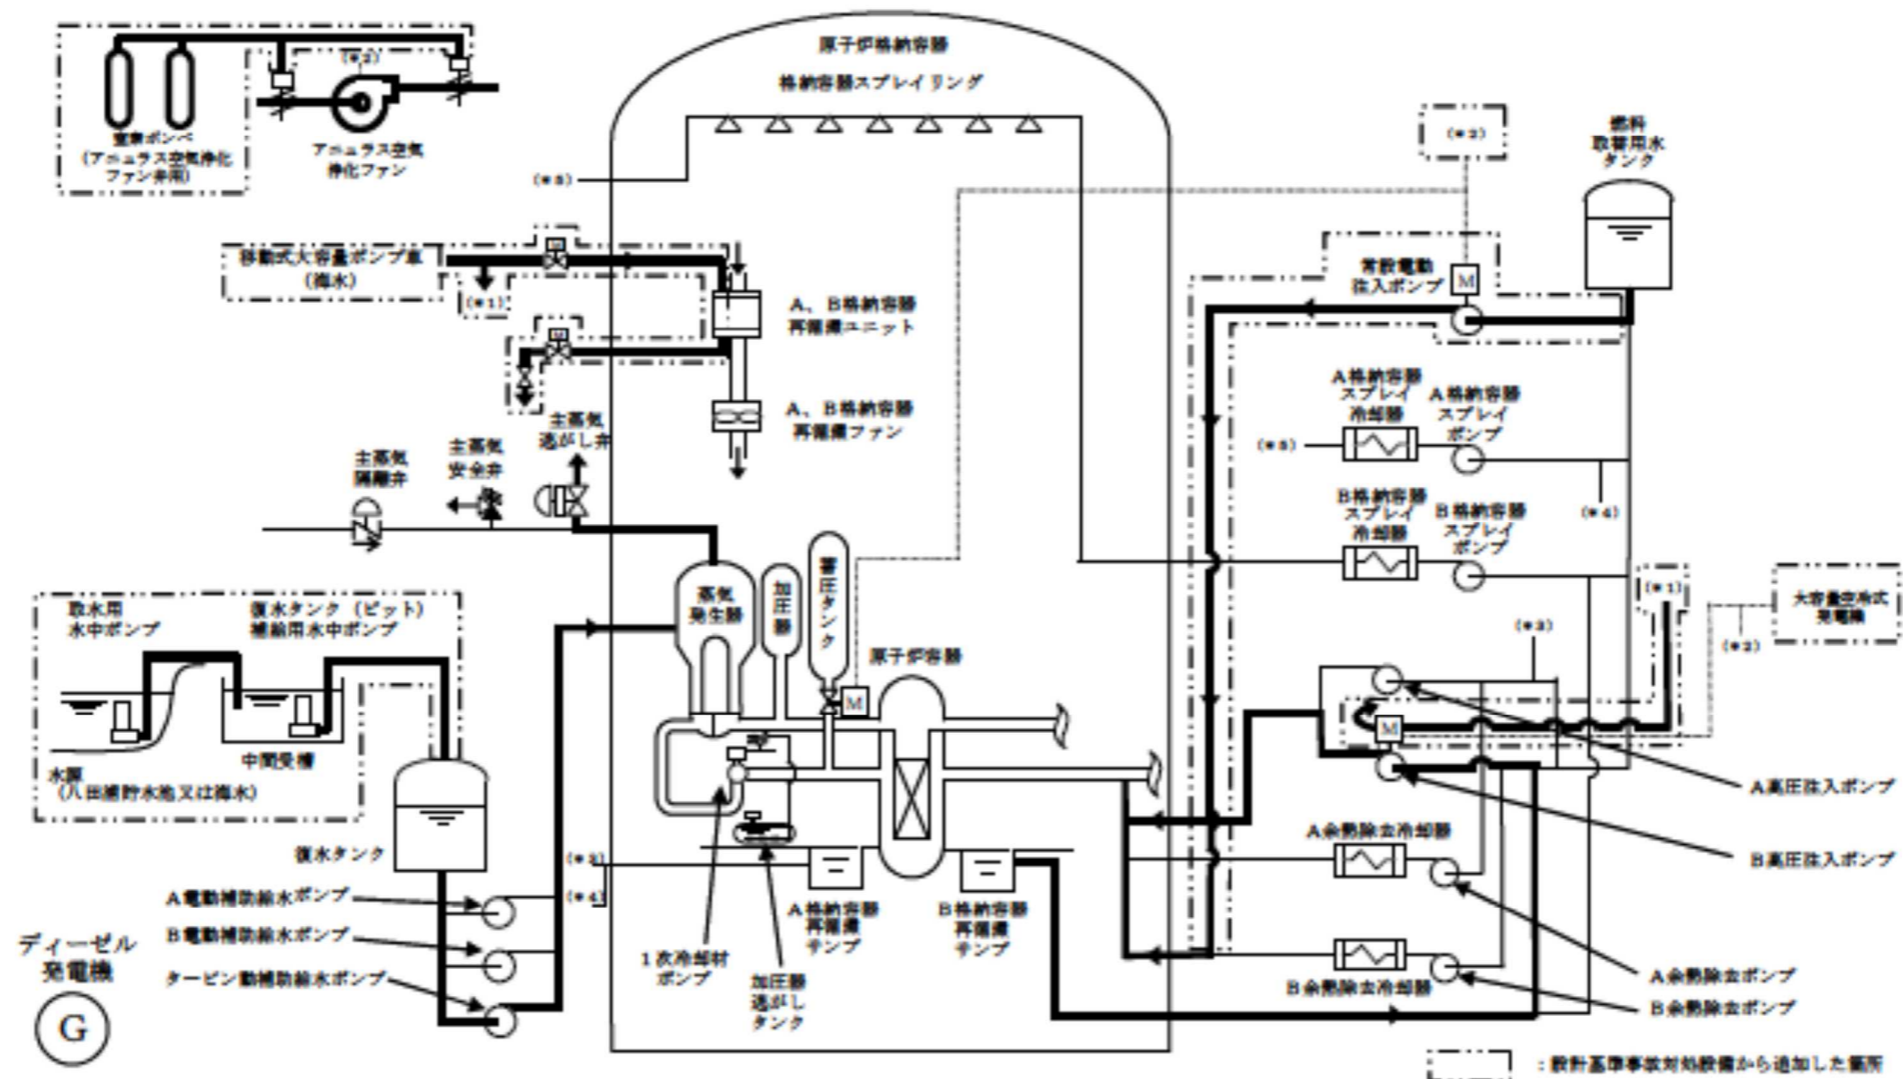 原子炉格納容器
格納容器スプレイリング
(*2)
窒素ボンベ
(アニュラス空気浄化
ファン弁用)
アニュラス空気
浄化ファン
(*5)
(*2)
燃料
取替用水
タンク
移動式大容量ポンプ車
(海水)
M
(*1)
M
A、B格納容器
再循環ユニット
A、B格納容器
再循環ファン
常設電動
注入ポンプ
M
A格納容器
スプレイ
冷却器
A格納容器
スプレイ
ポンプ
(*5)
(*4)
B格納容器
スプレイ
冷却器
B格納容器
スプレイ
ポンプ
主蒸気
隔離弁
主蒸気
安全弁
主蒸気
逃がし弁
蒸気
発生器
加圧器
蓄圧タンク
原子炉容器
M
(*1)
大容量空冷式
発電機
(*2)
(*3)
M
取水用
水中ポンプ
復水タンク(ピット)
補給用水中ポンプ
中間受槽
水源
(八田浦貯水池又は海水)
復水タンク
A電動補助給水ポンプ
B電動補助給水ポンプ
タービン動補助給水ポンプ
ディーゼル
発電機
G
(*3)
(*4)
1次冷却材
ポンプ
加圧器
逃がし
タンク
A格納容器
再循環
サンプ
B格納容器
再循環
サンプ
A高圧注入ポンプ
B高圧注入ポンプ
A余熱除去冷却器
B余熱除去冷却器
A余熱除去ポンプ
B余熱除去ポンプ
:設計基準事故対処設備から追加した箇所